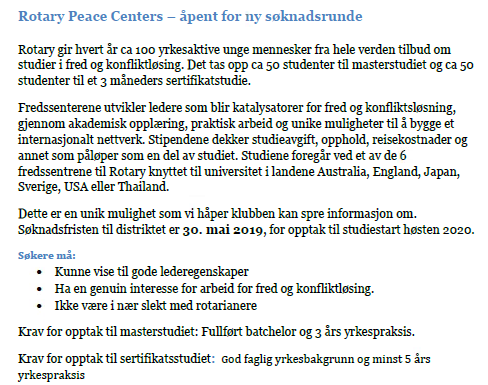 Rotary Peace Centers – åpent for ny søknadsrunde
Rotary gir hvert år ca 100 yrkesaktive unge mennesker fra hele verden tilbud om
studier i fred og konfliktløsing. Det tas opp ca 50 studenter til masterstudiet og ca 50
studenter til et 3 måneders sertifikatstudie.
Fredssenterene utvikler ledere som blir katalysatorer for fred og konfliktsløsning,
gjennom akademisk opplæring, praktisk arbeid og unike muligheter til å bygge et
internasjonalt nettverk. Stipendene dekker studieavgift, opphold, reisekostnader og
annet som påløper som en del av studiet. Studiene foregår ved et av de 6
fredssentrene til Rotary knyttet til universitet i landene Australia, England, Japan,
Sverige, USA eller Thailand.
Dette er en unik mulighet som vi håper klubben kan spre informasjon om.
Søknadsfristen til distriktet er 30. mai 2019, for opptak til studiestart høsten 2020.
Søkere må:
• Kunne vise til gode lederegenskaper
• Ha en genuin interesse for arbeid for fred og konfliktløsing.
• Ikke være i nær slekt med rotarianere
Krav for opptak til masterstudiet: Fullført batchelor og 3 års yrkespraksis.
Krav for opptak til sertifikatsstudiet: God faglig yrkesbakgrunn og minst 5 års
yrkespraksis